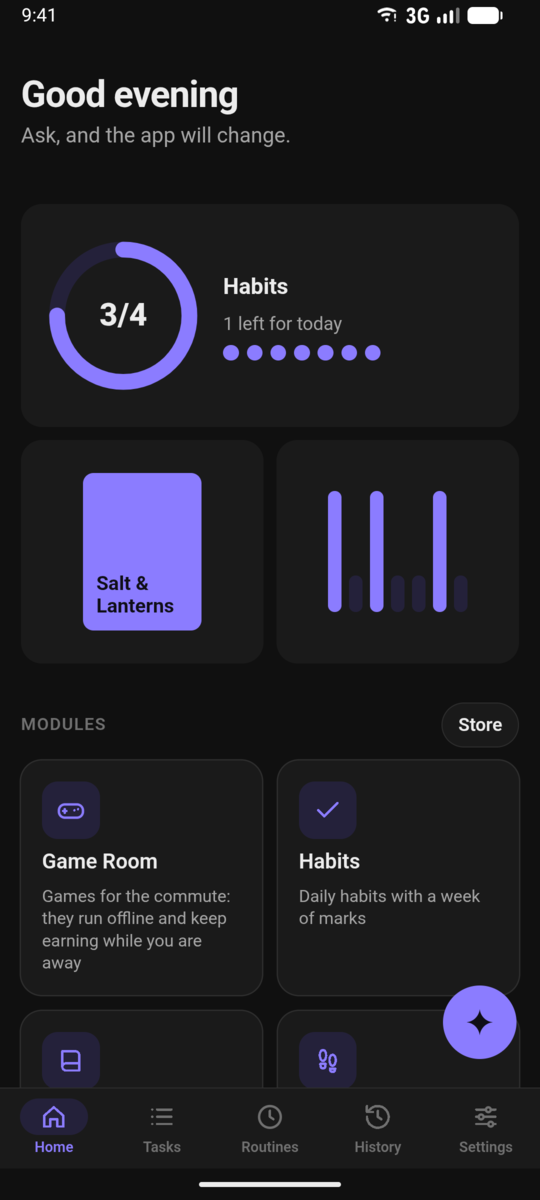 9:41
3G
Good evening
Ask, and the app will change.
3/4
Habits
1 left for today
Salt &
Lanterns
MODULES
Store
Game Room
Games for the commute:
they run offline and keep
earning while you are
away
Habits
Daily habits with a week
of marks
Home
Tasks
Routines
History
Settings